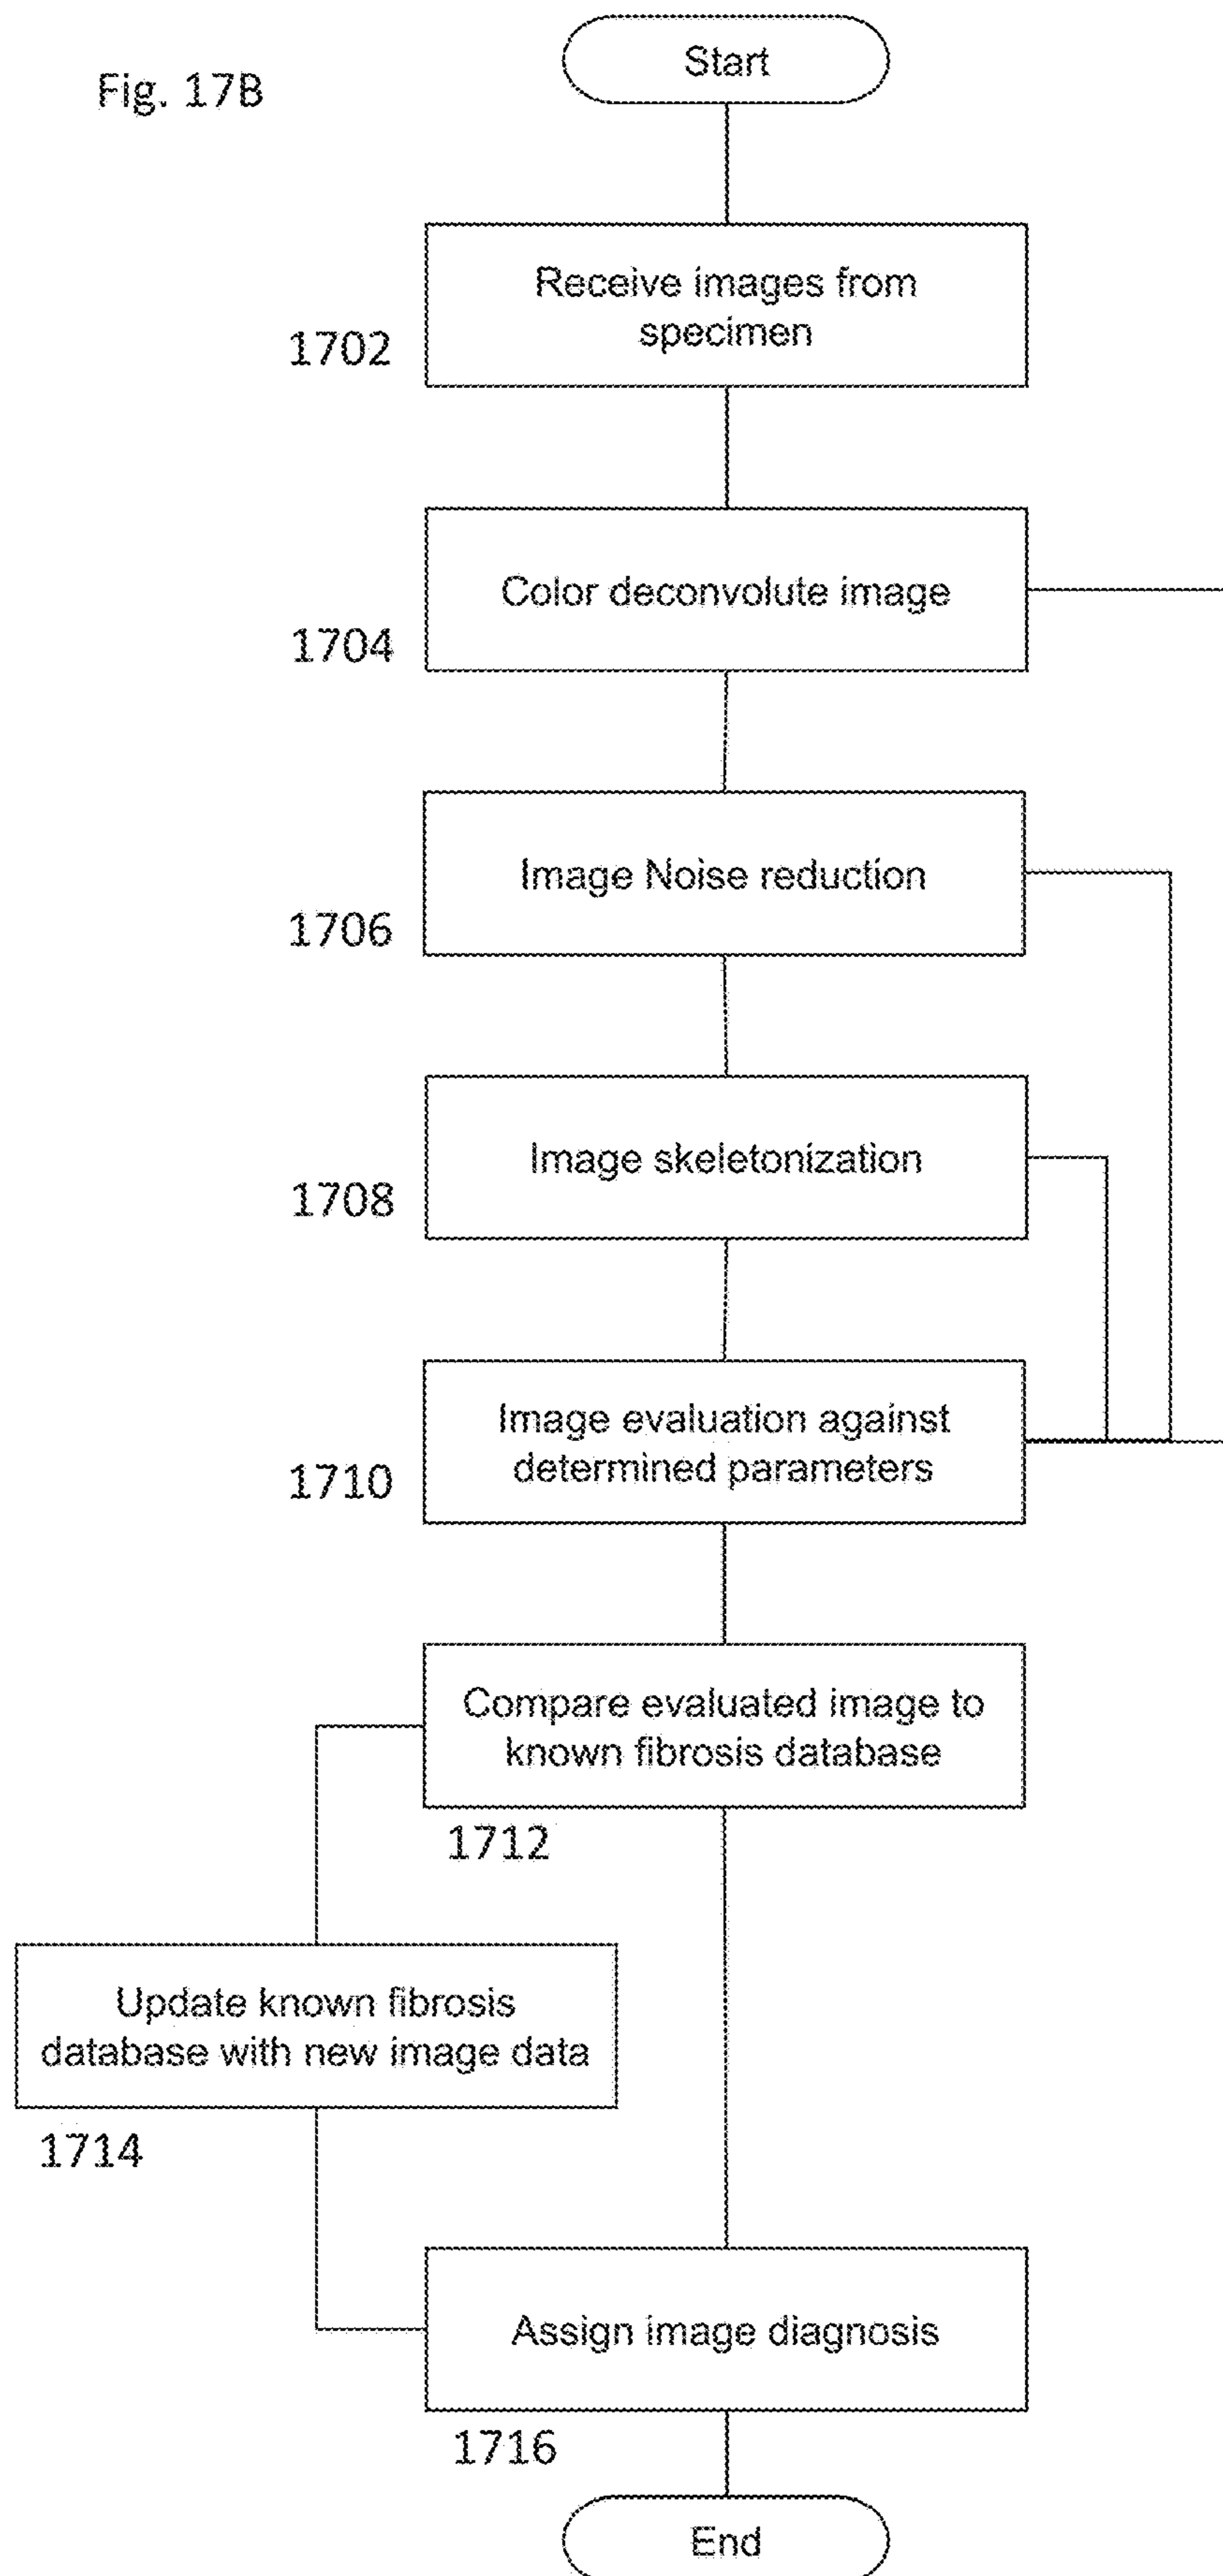 Fig. 17B
Start
Receive images from
specimen
1702
Color deconvolute image
1704
Image Noise reduction
1706
Image skeletonization
1708
Image evaluation against
determined parameters
1710
Compare evaluated image to
known fibrosis database
1712
Update known fibrosis
database with new image data
1714
Assign image diagnosis
1716
End